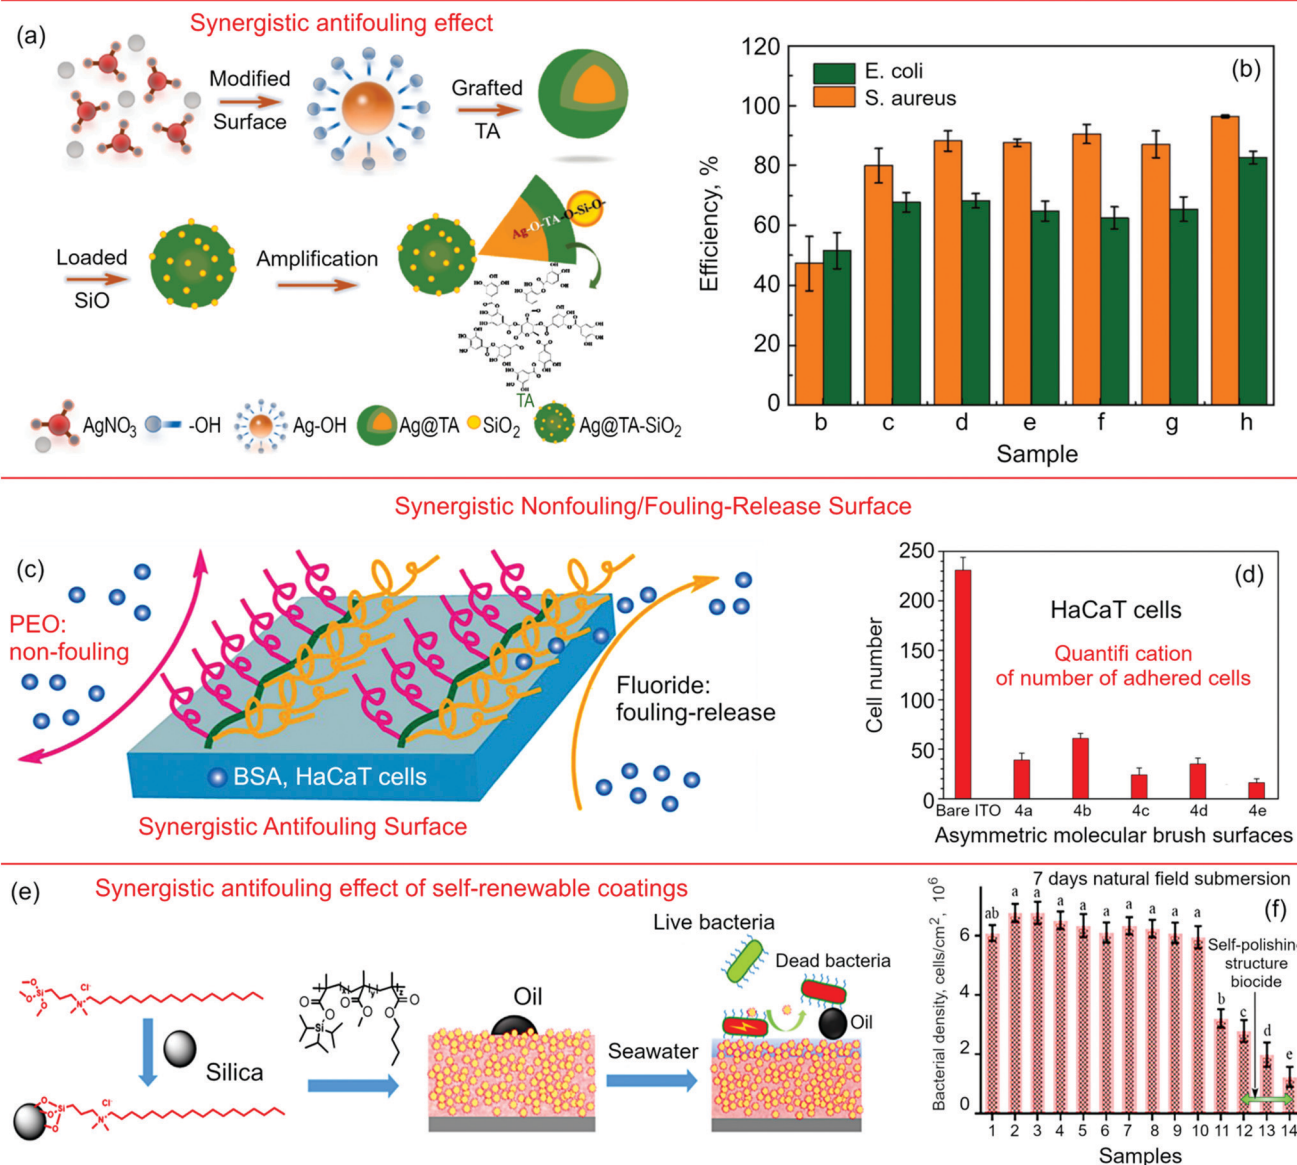 Synergistic antifouling effect
(a)
Modified
Surface
Grafted
TA
Loaded
SiO
Amplification
Ag-O-TA-O-Si-O-
TA
AgNO3
-OH
Ag-OH
Ag@TA
SiO2
Ag@TA-SiO2
(b)
E. coli
S. aureus
Efficiency, %
120
100
80
60
40
20
0
b c d e f g h
Sample
Synergistic Nonfouling/Fouling-Release Surface
(c)
PEO:
non-fouling
Fluoride:
fouling-release
BSA, HaCaT cells
Synergistic Antifouling Surface
(d)
HaCaT cells
Quantifi cation
of number of adhered cells
Cell number
250
200
150
100
50
0
Bare ITO 4a 4b 4c 4d 4e
Asymmetric molecular brush surfaces
(e)
Synergistic antifouling effect of self-renewable coatings
Cl-
Silica
Cl-
Oil
Seawater
Live bacteria
Dead bacteria
Oil
7 days natural field submersion
(f)
Self-polishin
structure
biocide
Bacterial density, cells/cm2, 10^6
6
4
2
0
ab a a a a a a a a a b c d e
1 2 3 4 5 6 7 8 9 10 11 12 13 14
Samples